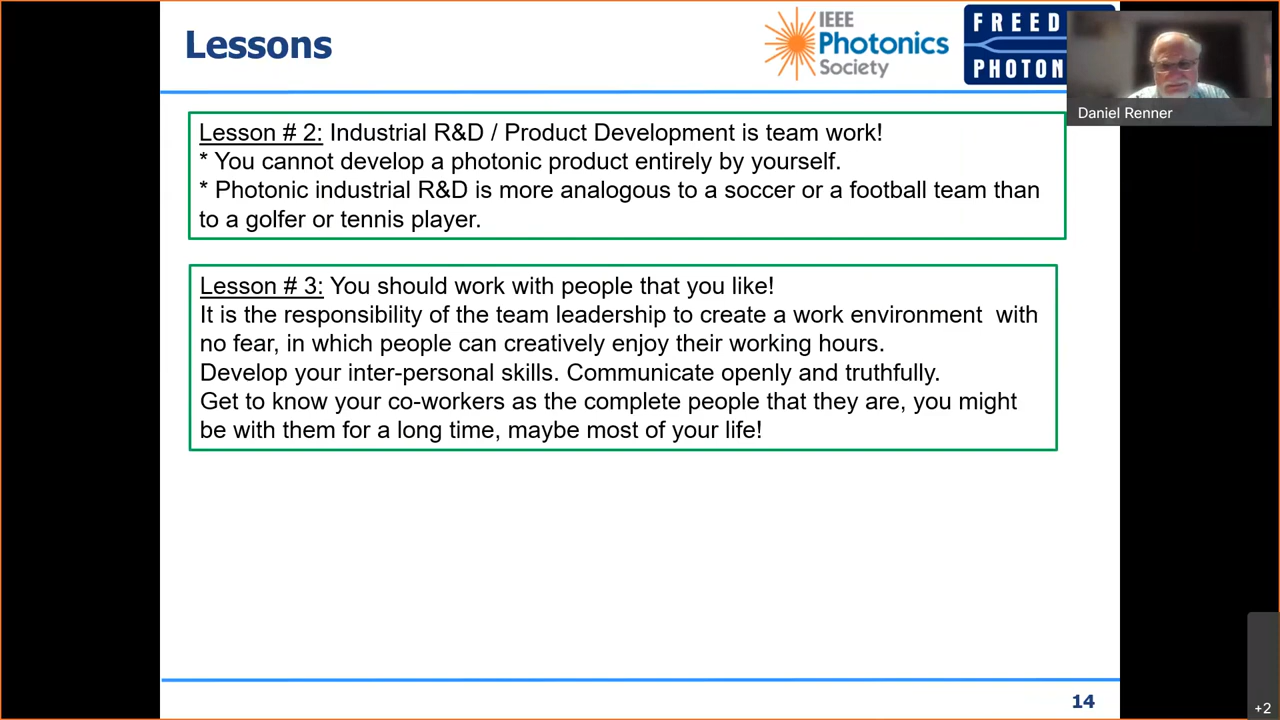 Lessons
IEEE
Photonics
Society
FREED
PHOTON
Daniel Renner
Lesson # 2: Industrial R&D / Product Development is team work!
* You cannot develop a photonic product entirely by yourself.
* Photonic industrial R&D is more analogous to a soccer or a football team than
to a golfer or tennis player.
Lesson # 3: You should work with people that you like!
It is the responsibility of the team leadership to create a work environment  with
no fear, in which people can creatively enjoy their working hours.
Develop your inter-personal skills. Communicate openly and truthfully.
Get to know your co-workers as the complete people that they are, you might
be with them for a long time, maybe most of your life!
14
+2